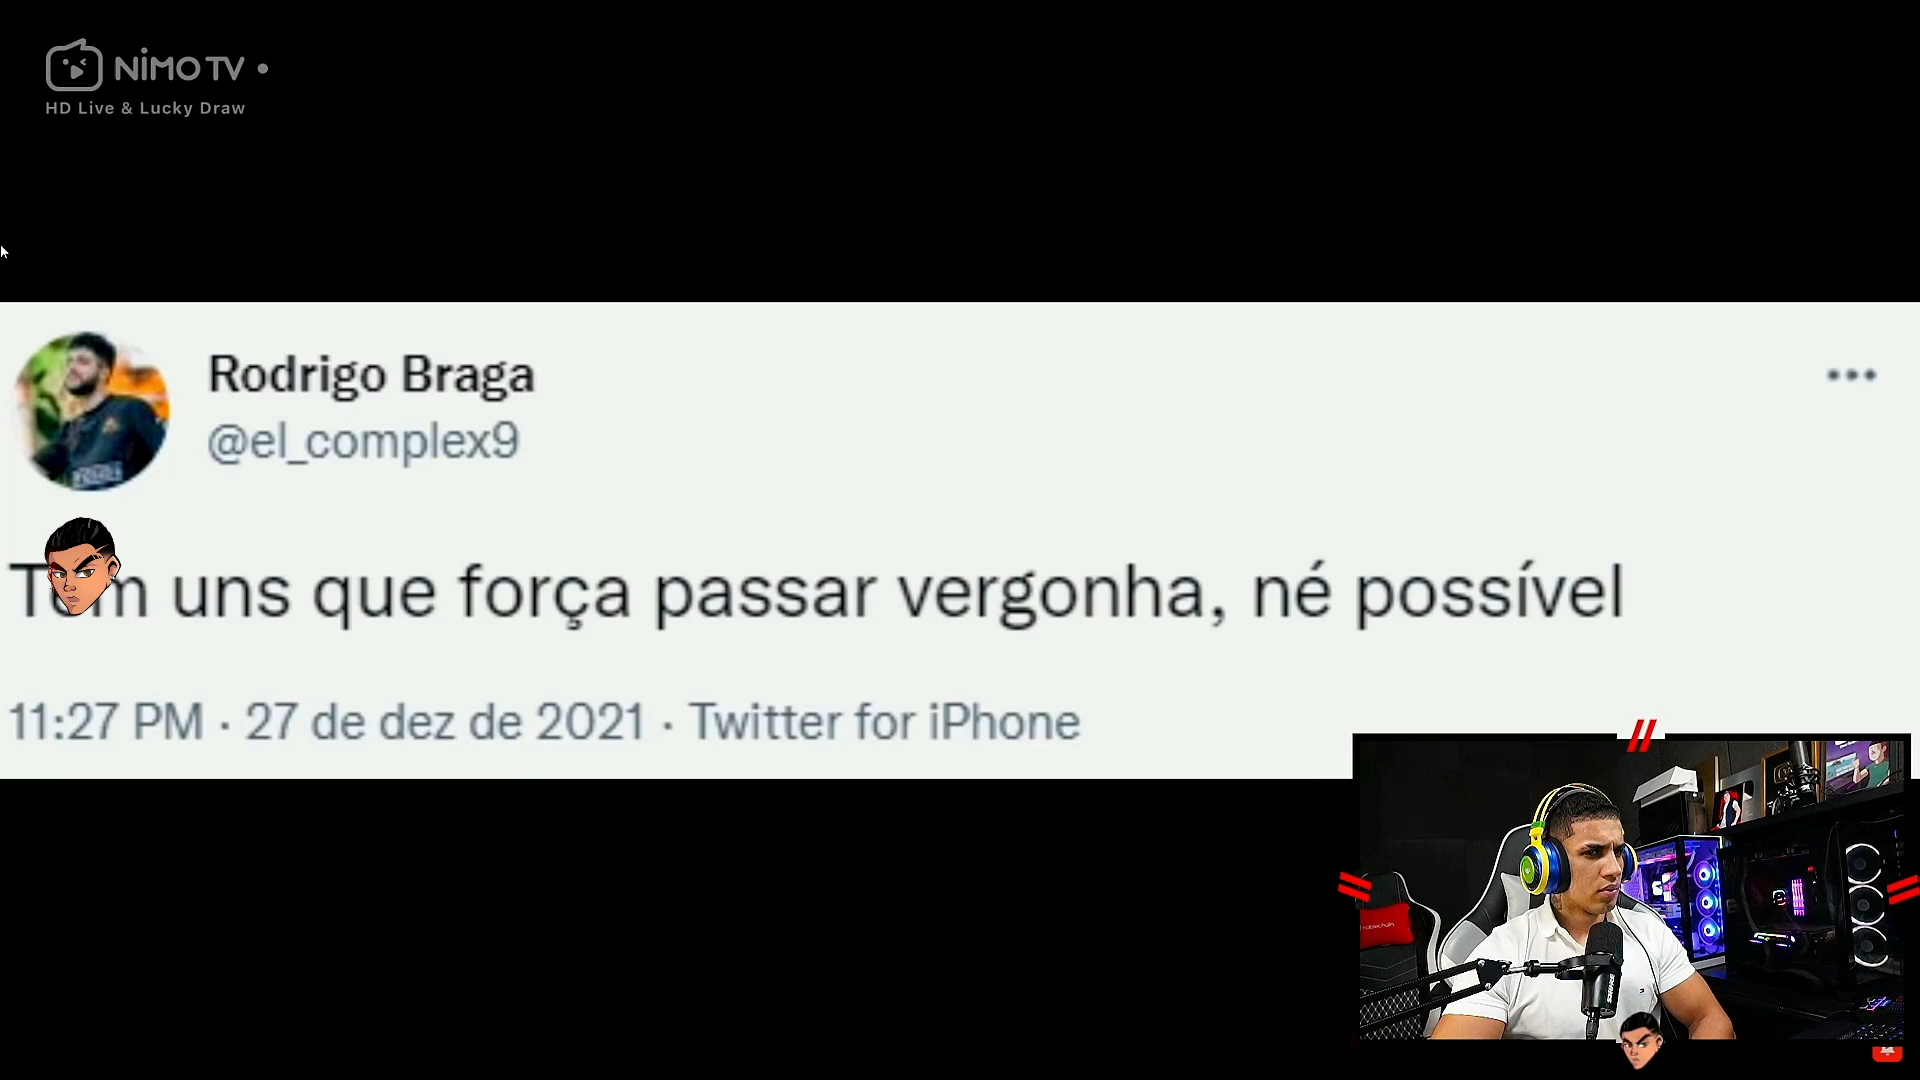 NIMO TV
HD Live & Lucky Draw
Rodrigo Braga
@el_complex9
Tem uns que força passar vergonha, né possível
11:27 PM · 27 de dez de 2021 · Twitter for iPhone